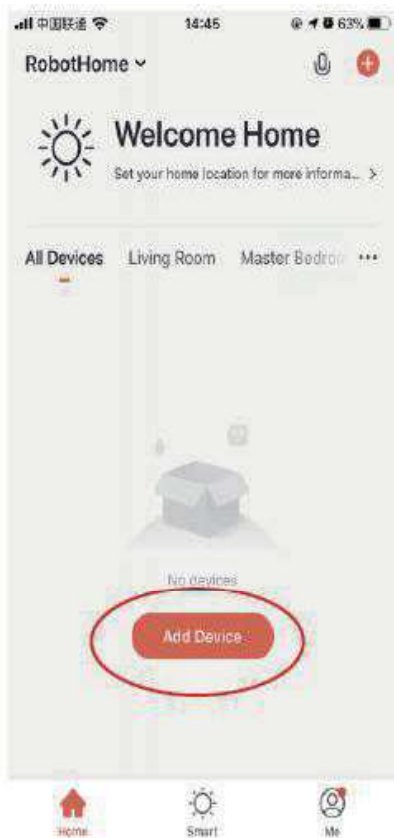 中国联通 14:45 63%
RobotHome
Welcome Home
Set your home location for more informa...
All Devices Living Room Master Bedroo
No devices
Add Device
Home Smart Me